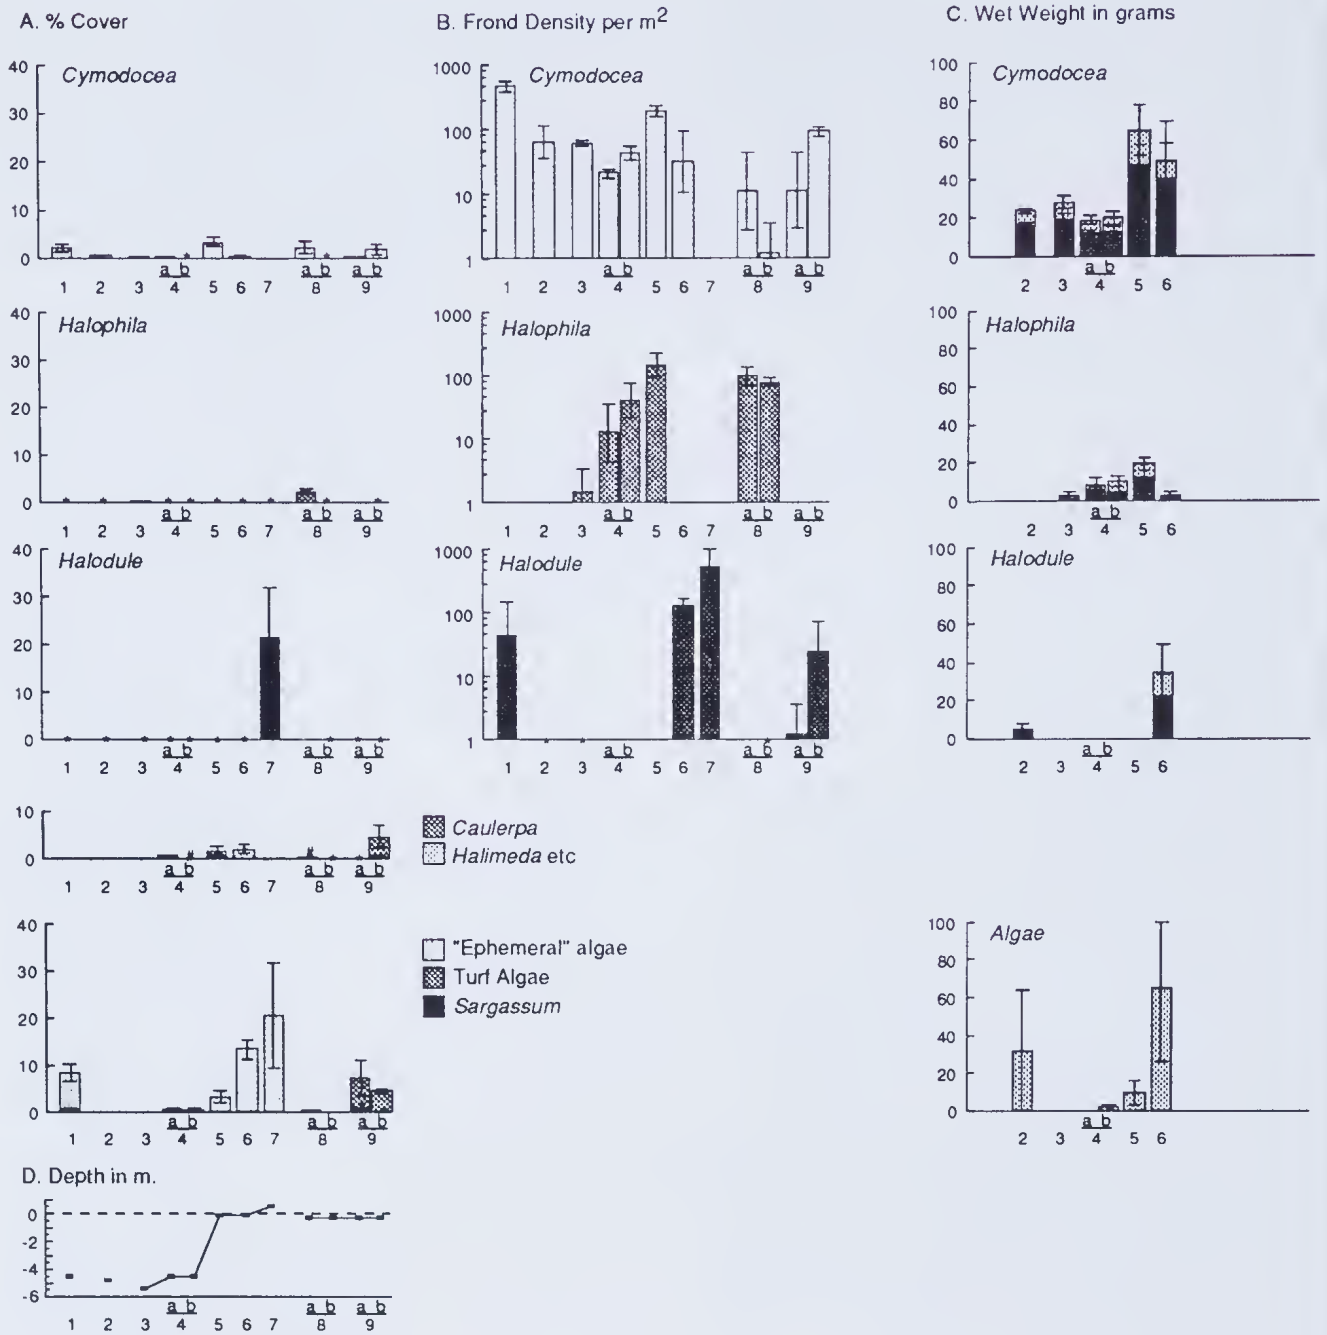 A. % Cover
B. Frond Density per m²
C. Wet Weight in grams
40
30
20
10
0
Cymodocea
a b
1 2 3 4 5 6 7 8 9
a b
a b
1000
100
10
1
Cymodocea
a b
a b
a b
1 2 3 4 5 6 7 8 9
100
80
60
40
20
0
Cymodocea
a b
2 3 4 5 6
40
30
20
10
0
Halophila
a b
a b
a b
1 2 3 4 5 6 7 8 9
1000
100
10
1
Halophila
a b
a b
a b
1 2 3 4 5 6 7 8 9
100
80
60
40
20
0
Halophila
a b
2 3 4 5 6
40
30
20
10
0
Halodule
a b
a b
a b
1 2 3 4 5 6 7 8 9
1000
100
10
1
Halodule
a b
a b
a b
1 2 3 4 5 6 7 8 9
100
80
60
40
20
0
Halodule
a b
2 3 4 5 6
10
0
a b
a b
a b
1 2 3 4 5 6 7 8 9
Caulerpa
Halimeda etc
40
30
20
10
0
a b
a b
a b
1 2 3 4 5 6 7 8 9
"Ephemeral" algae
Turf Algae
Sargassum
100
80
60
40
20
0
Algae
a b
2 3 4 5 6
D. Depth in m.
0
-2
-4
-6
a b
a b
a b
1 2 3 4 5 6 7 8 9